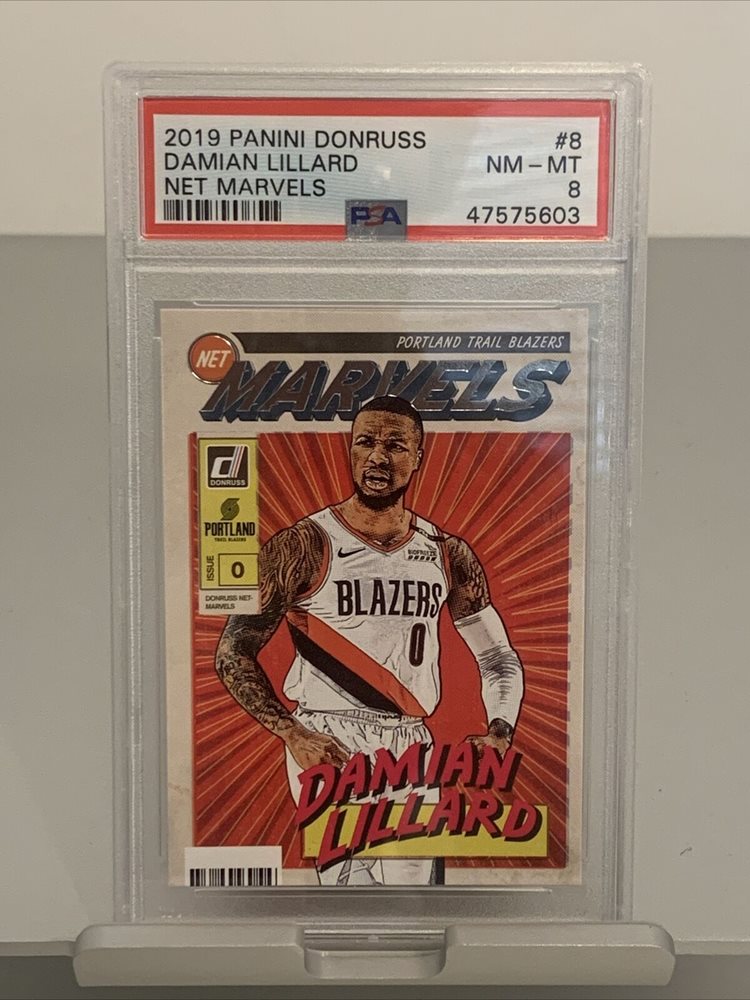 2019 PANINI DONRUSS #8
DAMIAN LILLARD NM – MT
NET MARVELS 8
PSA 47575603
PORTLAND TRAIL BLAZERS
NET
MARVELS
d
DONRUSS
PORTLAND
TRAIL BLAZERS
ISSUE 0
DONRUSS NET-
MARVELS
BIOFREEZE
BLAZERS
0
DAMIAN
LILLARD